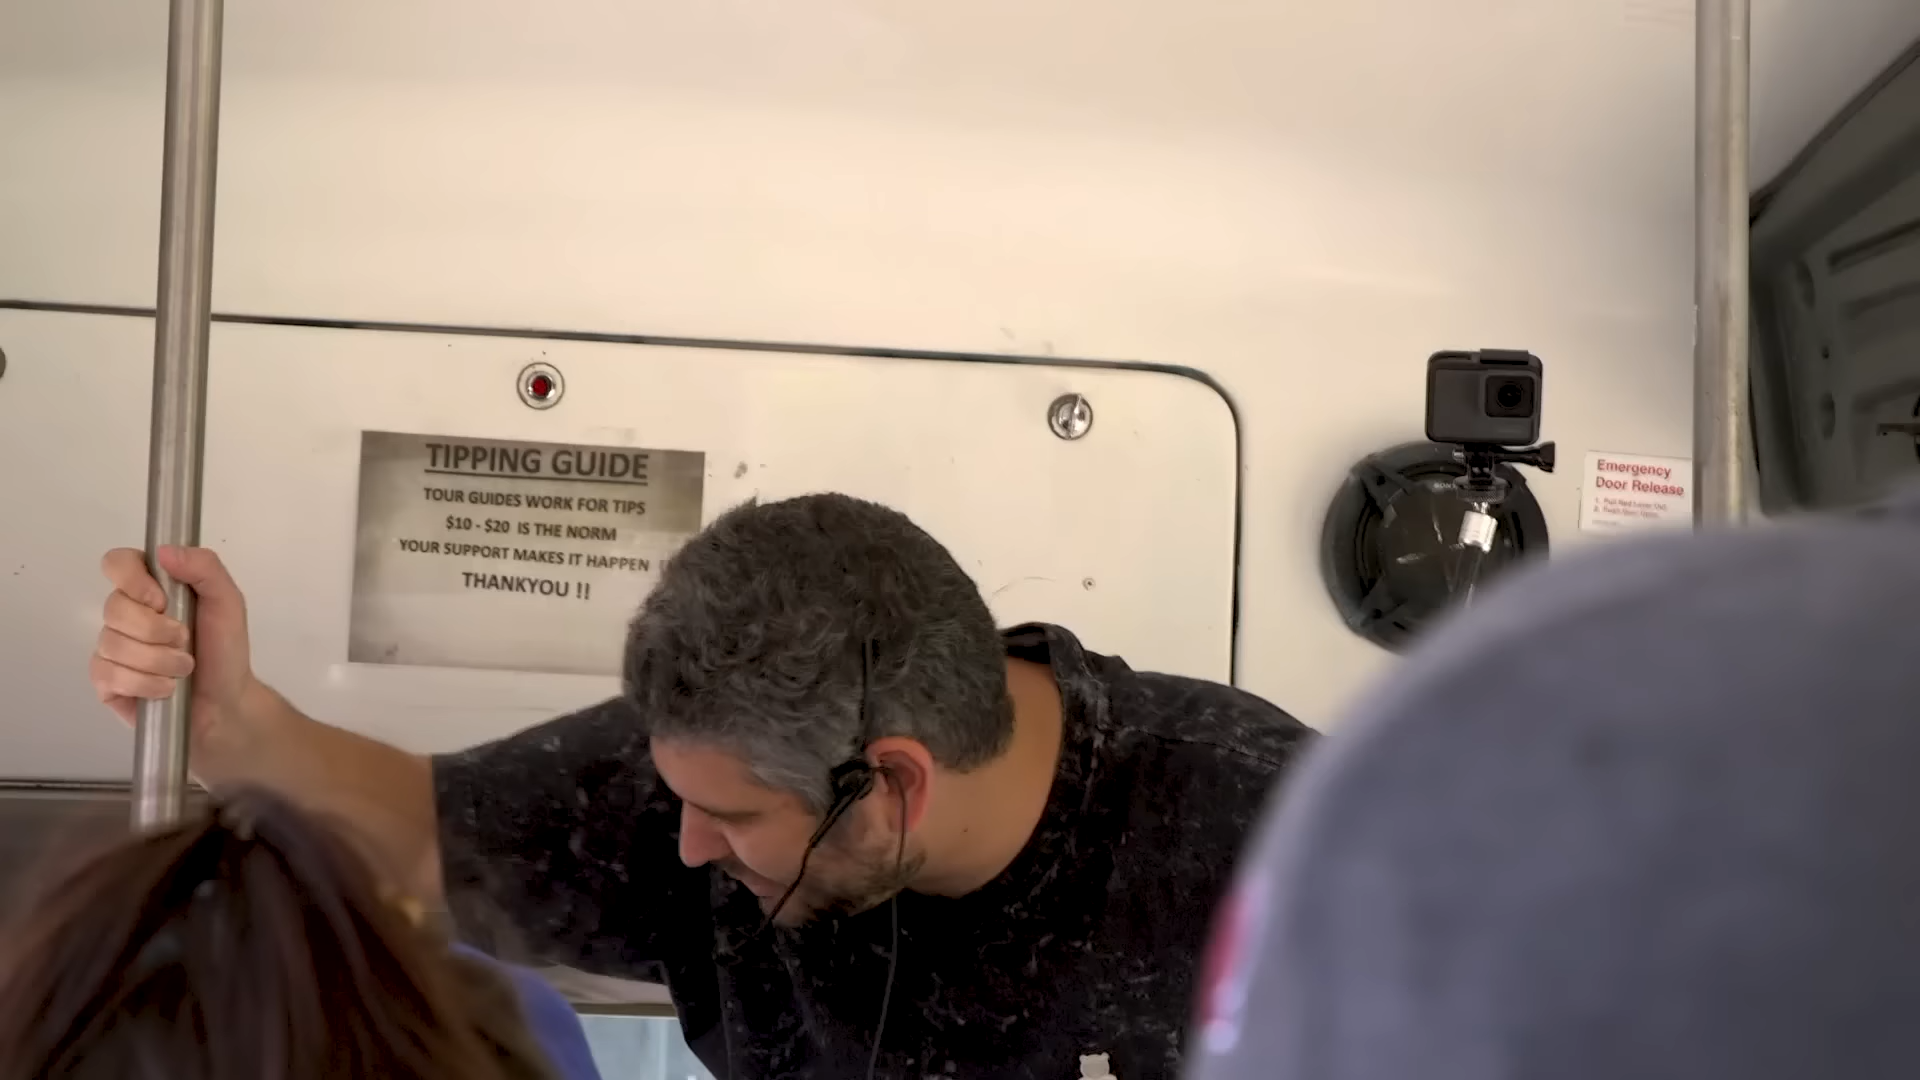 TIPPING GUIDE
TOUR GUIDES WORK FOR TIPS
$10 - $20 IS THE NORM
YOUR SUPPORT MAKES IT HAPPEN
THANKYOU !!
Emergency
Door Release
SONY